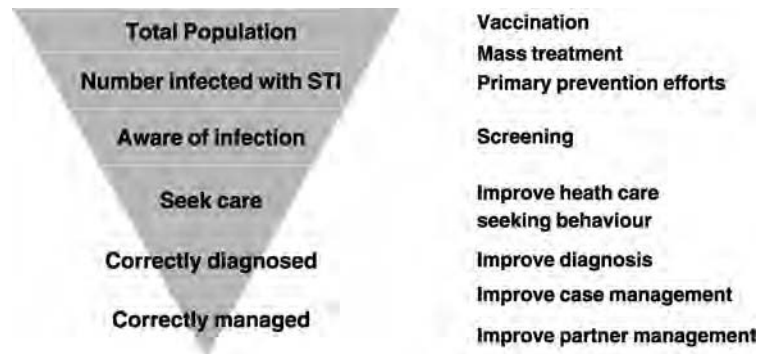 Total Population
Number infected with STI
Aware of infection
Seek care
Correctly diagnosed
Correctly managed
Vaccination
Mass treatment
Primary prevention efforts
Screening
Improve heath care
seeking behaviour
Improve diagnosis
Improve case management
Improve partner management